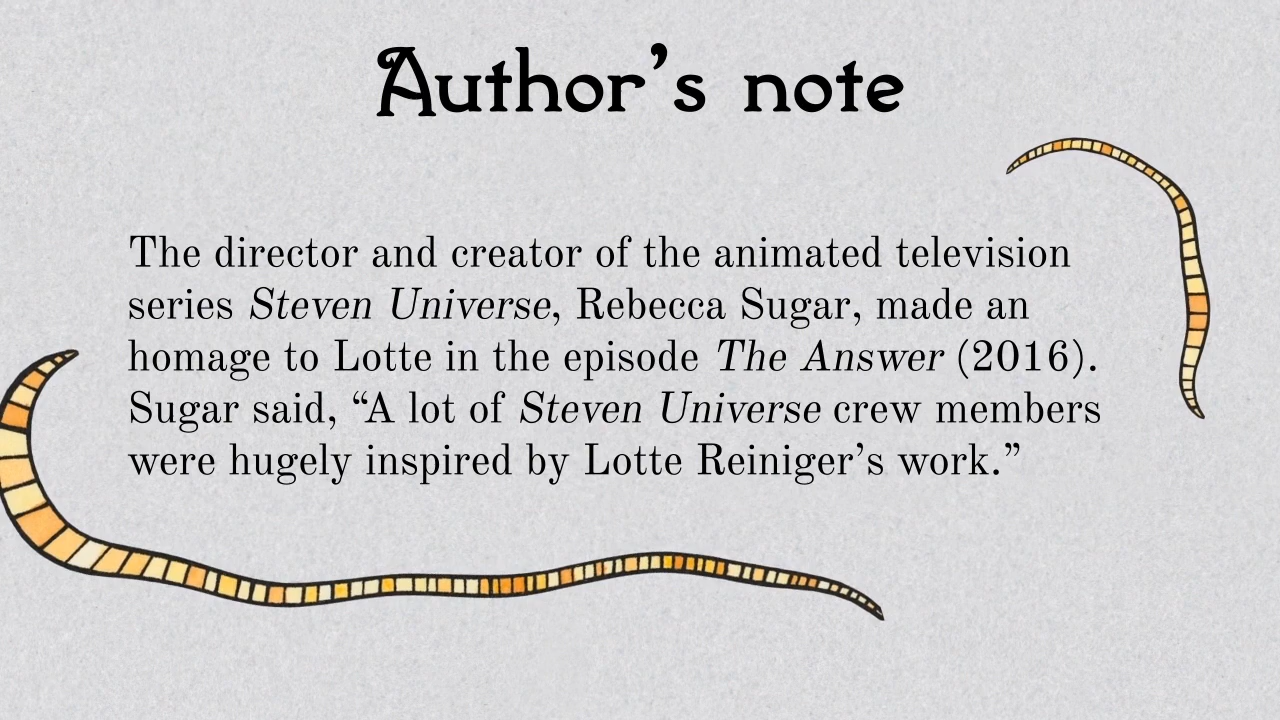 Author’s note
The director and creator of the animated television
series Steven Universe, Rebecca Sugar, made an
homage to Lotte in the episode The Answer (2016).
Sugar said, “A lot of Steven Universe crew members
were hugely inspired by Lotte Reiniger’s work.”